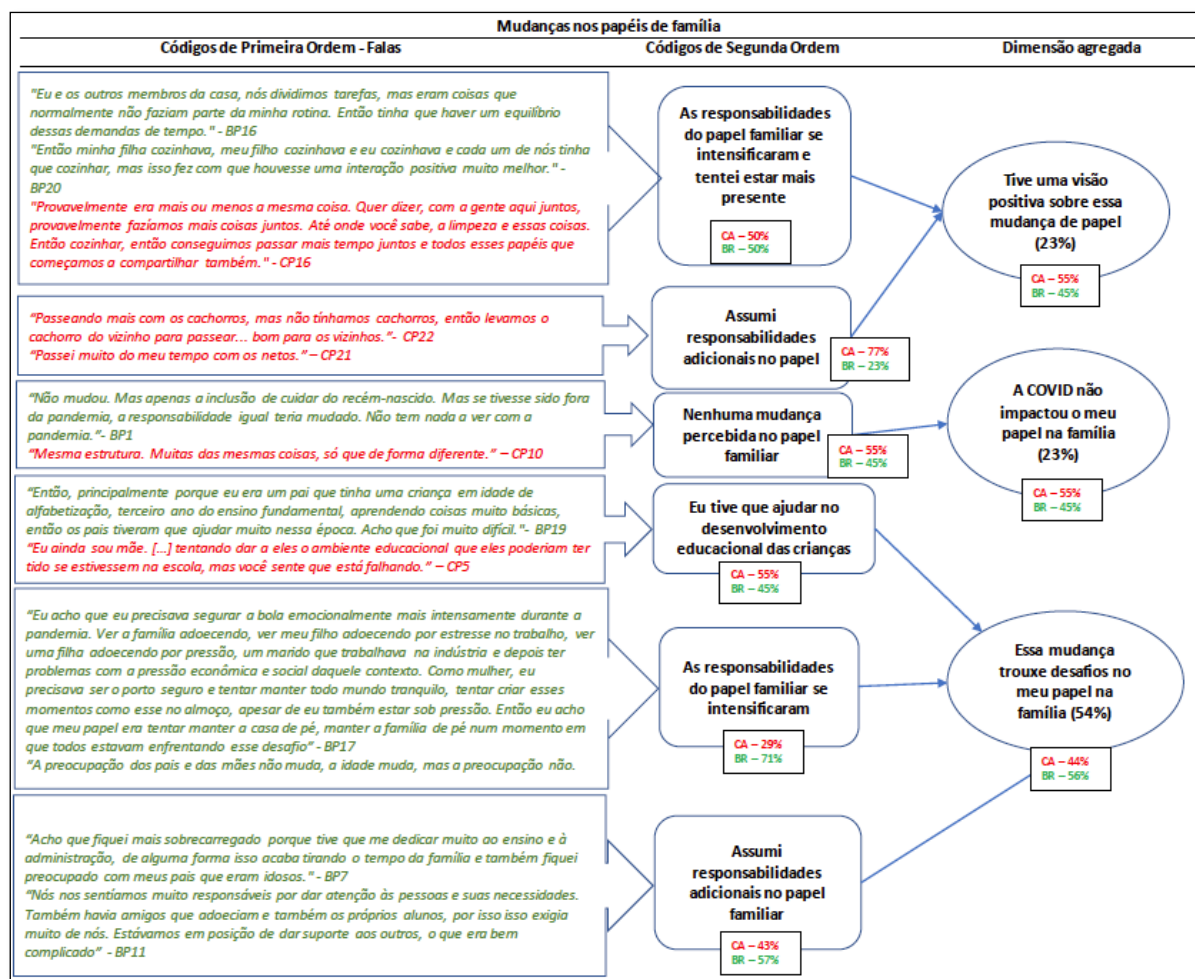 Mudanças nos papéis de família
Códigos de Primeira Ordem - Falas
Códigos de Segunda Ordem
Dimensão agregada
"Eu e os outros membros da casa, nós dividimos tarefas, mas eram coisas que
normalmente não faziam parte da minha rotina. Então tinha que haver um equilíbrio
dessas demandas de tempo." - BP16
"Então minha filha cozinhava, meu filho cozinhava e eu cozinhava e cada um de nós tinha
que cozinhar, mas isso fez com que houvesse uma interação positiva muito melhor." -
BP20
"Provavelmente era mais ou menos a mesma coisa. Quer dizer, com a gente aqui juntos,
provavelmente fazíamos mais coisas juntos. Até onde você sabe, a limpeza e essas coisas.
Então cozinhar, então conseguimos passar mais tempo juntos e todos esses papéis que
começamos a compartilhar também." - CP16
As responsabilidades
do papel familiar se
intensificaram e
tentei estar mais
presente
CA – 50%
BR – 50%
Tive uma visão
positiva sobre essa
mudança de papel
(23%)
CA – 55%
BR – 45%
"Passeando mais com os cachorros, mas não tínhamos cachorros, então levamos o
cachorro do vizinho para passear... bom para os vizinhos."- CP22
"Passei muito do meu tempo com os netos." – CP21
Assumi
responsabilidades
adicionais no papel
CA – 77%
BR – 23%
"Não mudou. Mas apenas a inclusão de cuidar do recém-nascido. Mas se tivesse sido fora
da pandemia, a responsabilidade igual teria mudado. Não tem nada a ver com a
pandemia."- BP1
"Mesma estrutura. Muitas das mesmas coisas, só que de forma diferente." – CP10
Nenhuma mudança
percebida no papel
familiar
CA – 55%
BR – 45%
A COVID não
impactou o meu
papel na família
(23%)
CA – 55%
BR – 45%
"Então, principalmente porque eu era um pai que tinha uma criança em idade de
alfabetização, terceiro ano do ensino fundamental, aprendendo coisas muito básicas,
então os pais tiveram que ajudar muito nessa época. Acho que foi muito difícil."- BP19
"Eu ainda sou mãe. [...] tentando dar a eles o ambiente educacional que eles poderiam ter
tido se estivessem na escola, mas você sente que está falhando." – CP5
Eu tive que ajudar no
desenvolvimento
educacional das crianças
CA – 55%
BR – 45%
"Eu acho que eu precisava segurar a bola emocionalmente mais intensamente durante a
pandemia. Ver a família adoecendo, ver meu filho adoecendo por estresse no trabalho, ver
uma filha adoecendo por pressão, um marido que trabalhava na indústria e depois ter
problemas com a pressão econômica e social daquele contexto. Como mulher, eu
precisava ser o porto seguro e tentar manter todo mundo tranquilo, tentar criar esses
momentos como esse no almoço, apesar de eu também estar sob pressão. Então eu acho
que meu papel era tentar manter a casa de pé, manter a família de pé num momento em
que todos estavam enfrentando esse desafio" - BP17
"A preocupação dos pais e das mães não muda, a idade muda, mas a preocupação não.
As responsabilidades
do papel familiar se
intensificaram
CA – 29%
BR – 71%
Essa mudança
trouxe desafios no
meu papel na
família (54%)
CA – 44%
BR – 56%
"Acho que fiquei mais sobrecarregado porque tive que me dedicar muito ao ensino e à
administração, de alguma forma isso acaba tirando o tempo da família e também fiquei
preocupado com meus pais que eram idosos." - BP7
"Nós nos sentíamos muito responsáveis por dar atenção às pessoas e suas necessidades.
Também havia amigos que adoeciam e também os próprios alunos, por isso isso exigia
muito de nós. Estávamos em posição de dar suporte aos outros, o que era bem
complicado" - BP11
Assumi
responsabilidades
adicionais no papel
familiar
CA – 43%
BR – 57%